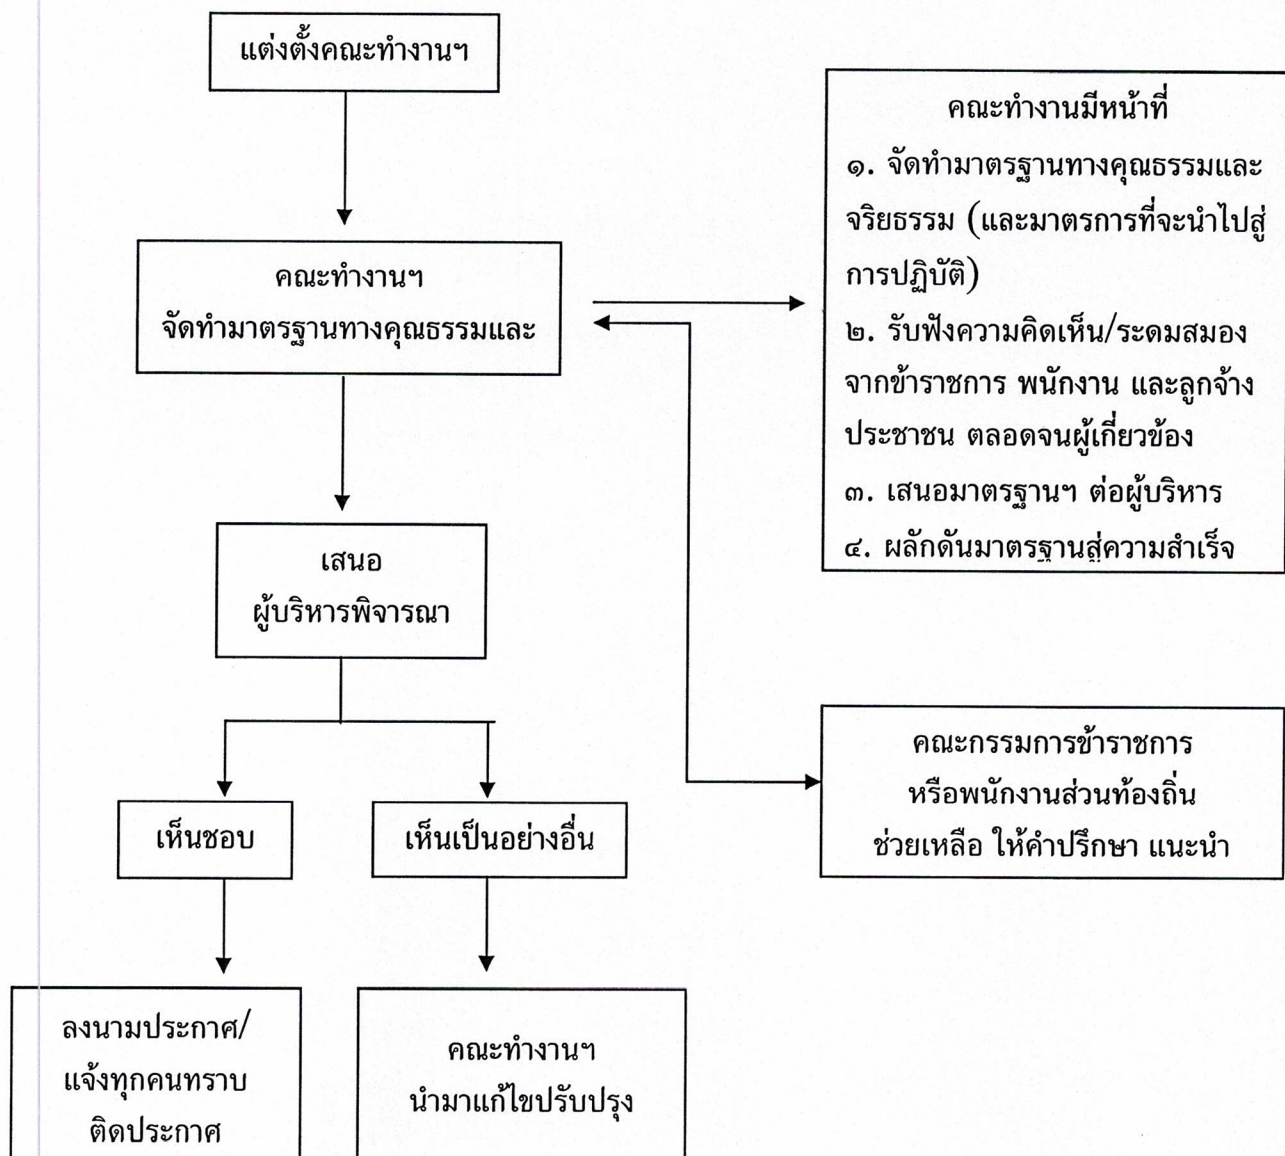 แต่งตั้งคณะทำงานฯ
คณะทำงานฯ
จัดทำมาตรฐานทางคุณธรรมและ
คณะทำงานมีหน้าที่
๑. จัดทำมาตรฐานทางคุณธรรมและ
จริยธรรม (และมาตรการที่จะนำไปสู่
การปฏิบัติ)
๒. รับฟังความคิดเห็น/ระดมสมอง
จากข้าราชการ พนักงาน และลูกจ้าง
ประชาชน ตลอดจนผู้เกี่ยวข้อง
๓. เสนอมาตรฐานฯ ต่อผู้บริหาร
๔. ผลักดันมาตรฐานสู่ความสำเร็จ
เสนอ
ผู้บริหารพิจารณา
คณะกรรมการข้าราชการ
หรือพนักงานส่วนท้องถิ่น
ช่วยเหลือ ให้คำปรึกษา แนะนำ
เห็นชอบ
เห็นเป็นอย่างอื่น
ลงนามประกาศ/
แจ้งทุกคนทราบ
ติดประกาศ
คณะทำงานฯ
นำมาแก้ไขปรับปรุง